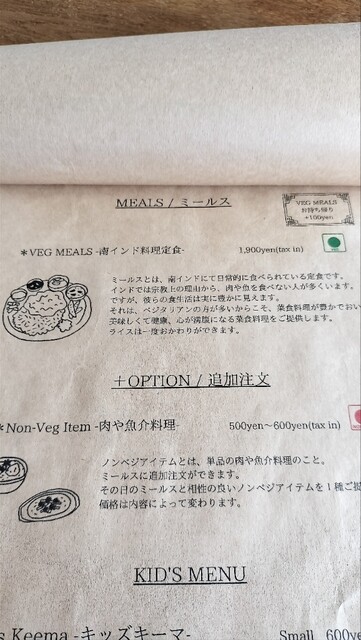 MEALS / ミールス
VEG MEALS
お持ち帰り
+100yen
＊VEG MEALS -南インド料理定食- 1,900yen(tax in)
ミールスとは、南インドにて日常的に食べられている定食です。
インドでは宗教上の理由から、肉や魚を食べない人が多くいます。
ですが、彼らの食生活は実に豊かに見えます。
それは、ベジタリアンの方が多いからこそ、菜食料理が豊かでおい
美味しくて健康、心が満腹になる菜食料理をご提供します。
ライスは一度おかわりができます。
＋OPTION / 追加注文
＊Non-Veg Item -肉や魚介料理- 500yen〜600yen(tax in)
ノンベジアイテムとは、単品の肉や魚介料理のこと。
ミールスに追加注文ができます。
その日のミールスと相性の良いノンベジアイテムを1種ご提
価格は内容によって変わります。
KID'S MENU
s Keema -キッズキーマ- Small 600ye